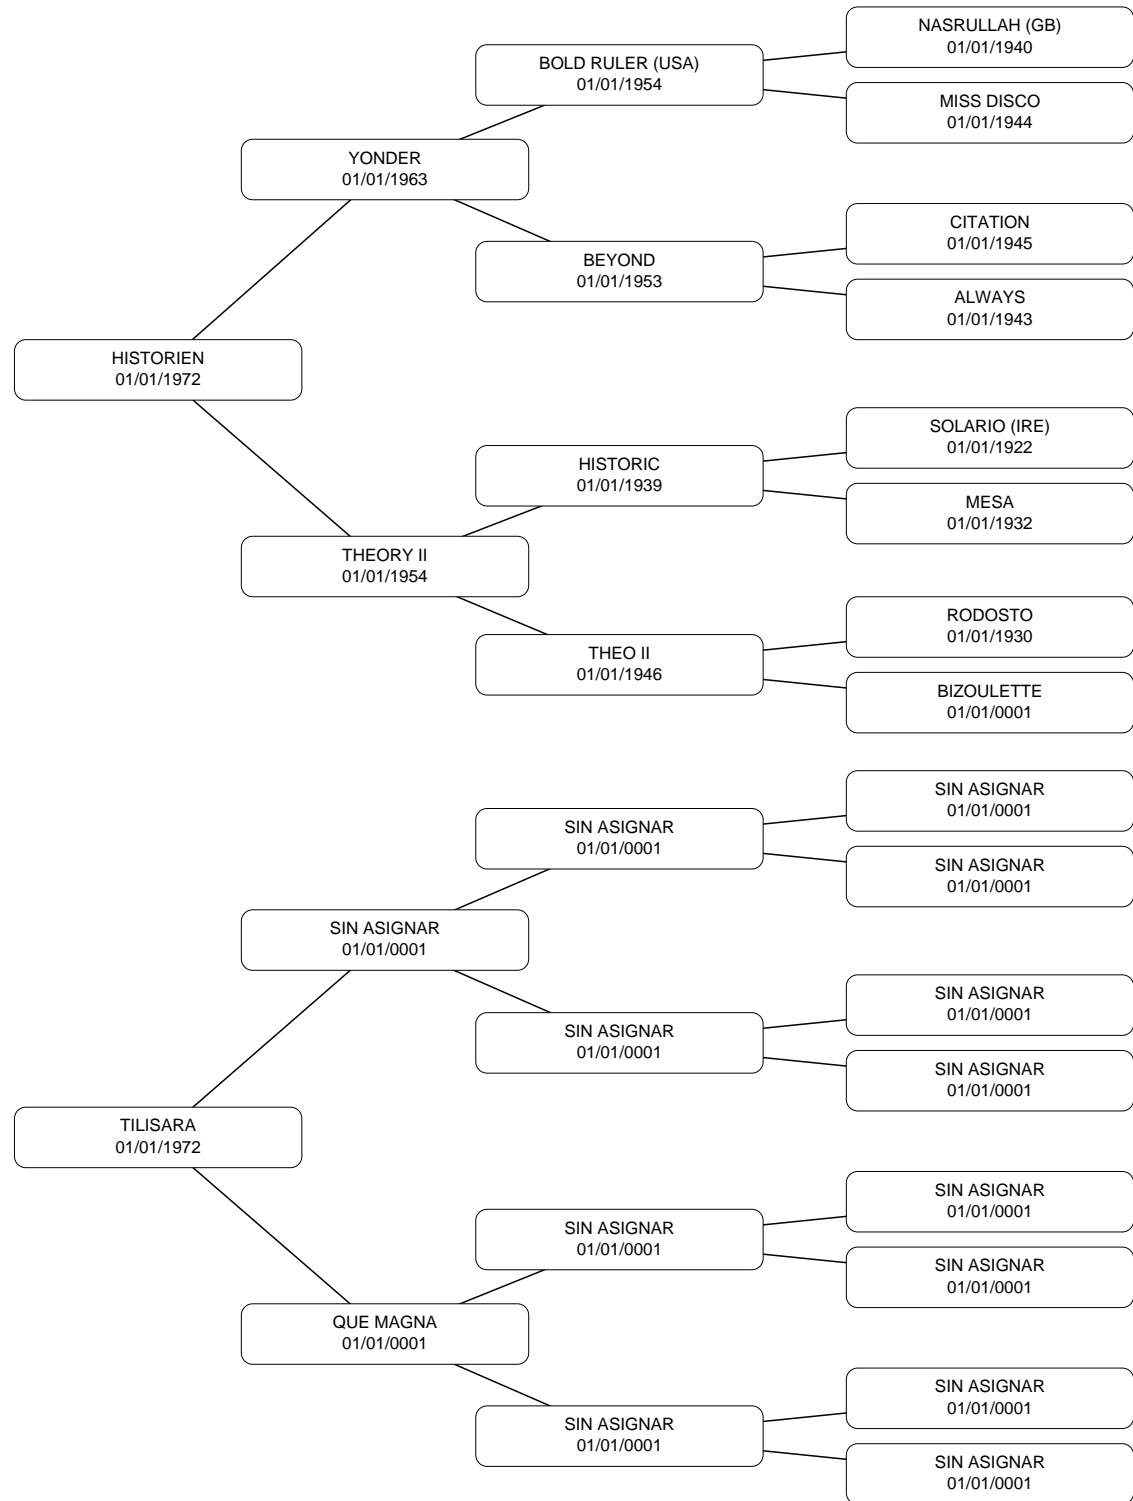 NASRULLAH (GB)
01/01/1940
BOLD RULER (USA)
01/01/1954
MISS DISCO
01/01/1944
YONDER
01/01/1963
CITATION
01/01/1945
BEYOND
01/01/1953
ALWAYS
01/01/1943
HISTORIEN
01/01/1972
SOLARIO (IRE)
01/01/1922
HISTORIC
01/01/1939
MESA
01/01/1932
THEORY II
01/01/1954
RODOSTO
01/01/1930
THEO II
01/01/1946
BIZOULETTE
01/01/0001
SIN ASIGNAR
01/01/0001
SIN ASIGNAR
01/01/0001
SIN ASIGNAR
01/01/0001
SIN ASIGNAR
01/01/0001
SIN ASIGNAR
01/01/0001
SIN ASIGNAR
01/01/0001
SIN ASIGNAR
01/01/0001
TILISARA
01/01/1972
SIN ASIGNAR
01/01/0001
SIN ASIGNAR
01/01/0001
SIN ASIGNAR
01/01/0001
QUE MAGNA
01/01/0001
SIN ASIGNAR
01/01/0001
SIN ASIGNAR
01/01/0001
SIN ASIGNAR
01/01/0001